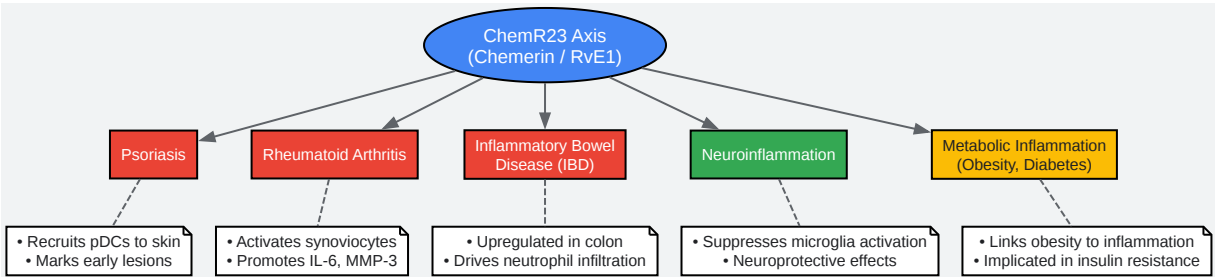 ChemR23 Axis
(Chemerin / RvE1)
Psoriasis
Rheumatoid Arthritis
Inflammatory Bowel
Disease (IBD)
Neuroinflammation
Metabolic Inflammation
(Obesity, Diabetes)
• Recruits pDCs to skin
• Marks early lesions
• Activates synoviocytes
• Promotes IL-6, MMP-3
• Upregulated in colon
• Drives neutrophil infiltration
• Suppresses microglia activation
• Neuroprotective effects
• Links obesity to inflammation
• Implicated in insulin resistance